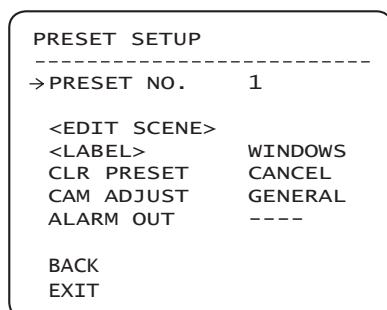 PRESET SETUP
--------------------------
→PRESET NO. 1
<EDIT SCENE>
<LABEL> WINDOWS
CLR PRESET CANCEL
CAM ADJUST GENERAL
ALARM OUT ----
BACK
EXIT